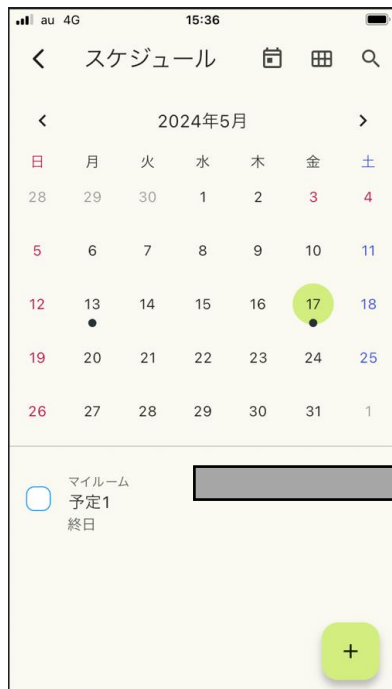 au 4G 15:36
スケジュール
2024年5月
日 月 火 水 木 金 土
28 29 30 1 2 3 4
5 6 7 8 9 10 11
12 13 14 15 16 17 18
19 20 21 22 23 24 25
26 27 28 29 30 31 1
マイルーム
予定1
終日